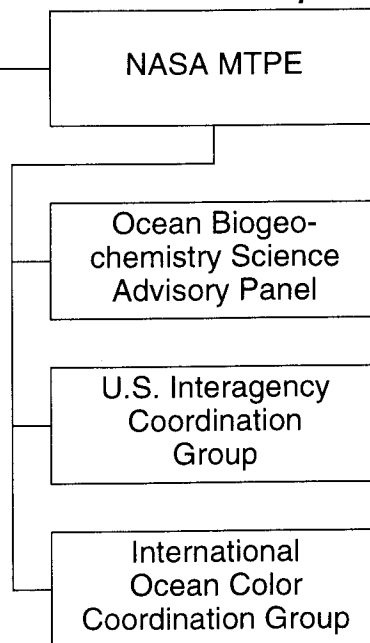 NASA MTPE
Ocean Biogeo-
chemistry Science
Advisory Panel
U.S. Interagency
Coordination
Group
International
Ocean Color
Coordination Group